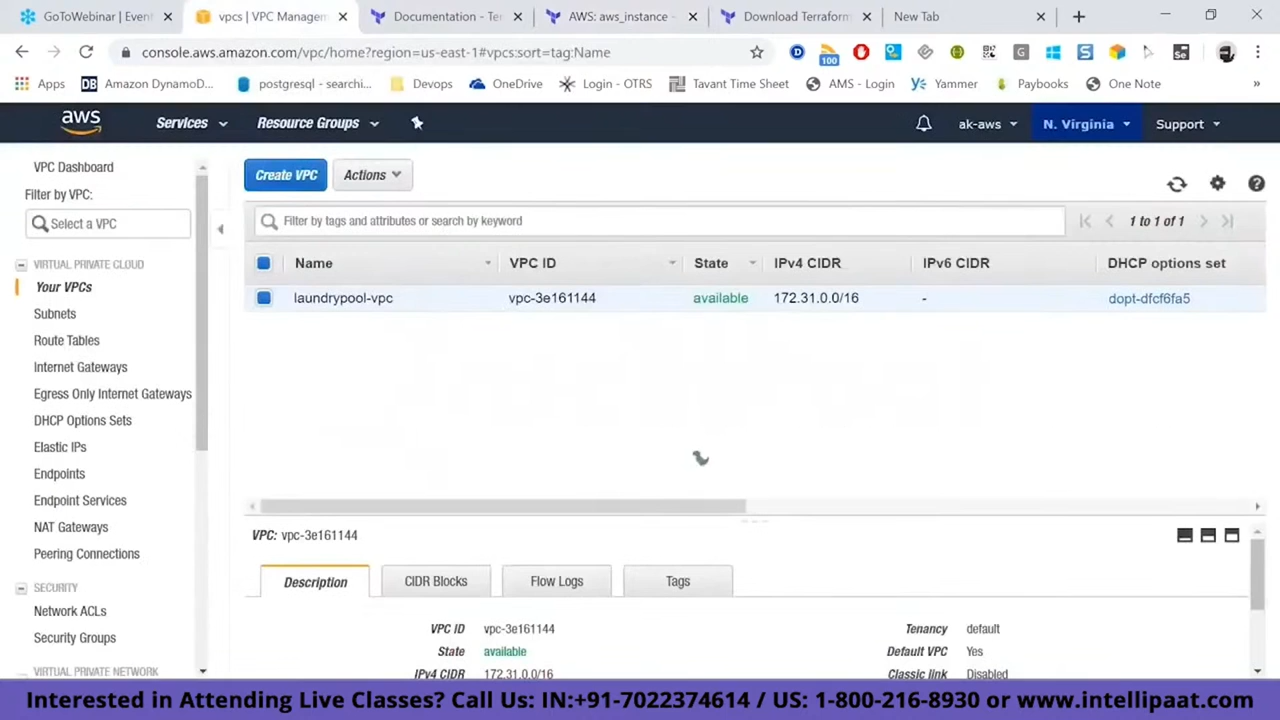 GoToWebinar | Event
vpcs | VPC Managem
Documentation - Ter
AWS: aws_instance -
Download Terraform
New Tab
console.aws.amazon.com/vpc/home?region=us-east-1#vpcs:sort=tag:Name
100
Apps
DB Amazon DynamoD...
postgresql - searchi...
Devops
OneDrive
Login - OTRS
Tavant Time Sheet
AMS - Login
Yammer
Paybooks
One Note
»
aws
Services
Resource Groups
ak-aws
N. Virginia
Support
VPC Dashboard
Filter by VPC:
Select a VPC
VIRTUAL PRIVATE CLOUD
Your VPCs
Subnets
Route Tables
Internet Gateways
Egress Only Internet Gateways
DHCP Options Sets
Elastic IPs
Endpoints
Endpoint Services
NAT Gateways
Peering Connections
SECURITY
Network ACLs
Security Groups
VIRTUAL PRIVATE NETWORK
Create VPC
Actions
Filter by tags and attributes or search by keyword
1 to 1 of 1
Name VPC ID State IPv4 CIDR IPv6 CIDR DHCP options set
laundrypool-vpc vpc-3e161144 available 172.31.0.0/16 - dopt-dfcf6fa5
VPC: vpc-3e161144
Description CIDR Blocks Flow Logs Tags
VPC ID vpc-3e161144 Tenancy default
State available Default VPC Yes
IPv4 CIDR 172.31.0.0/16 Classic link Disabled
Interested in Attending Live Classes? Call Us: IN:+91-7022374614 / US: 1-800-216-8930 or www.intellipaat.com